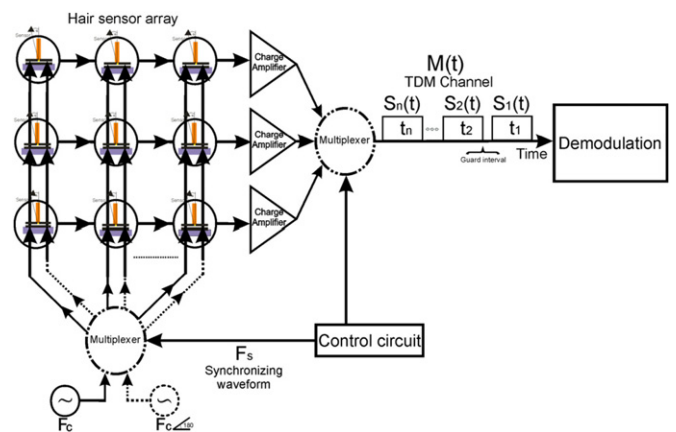 Hair sensor array
Charge
Amplifier
Charge
Amplifier
Charge
Amplifier
Multiplexer
M(t)
TDM Channel
Sn(t) S2(t) S1(t)
tn t2 t1
Guard interval
Time
Demodulation
Multiplexer
Control circuit
Fs
Synchronizing
waveform
Fc
Fc 180